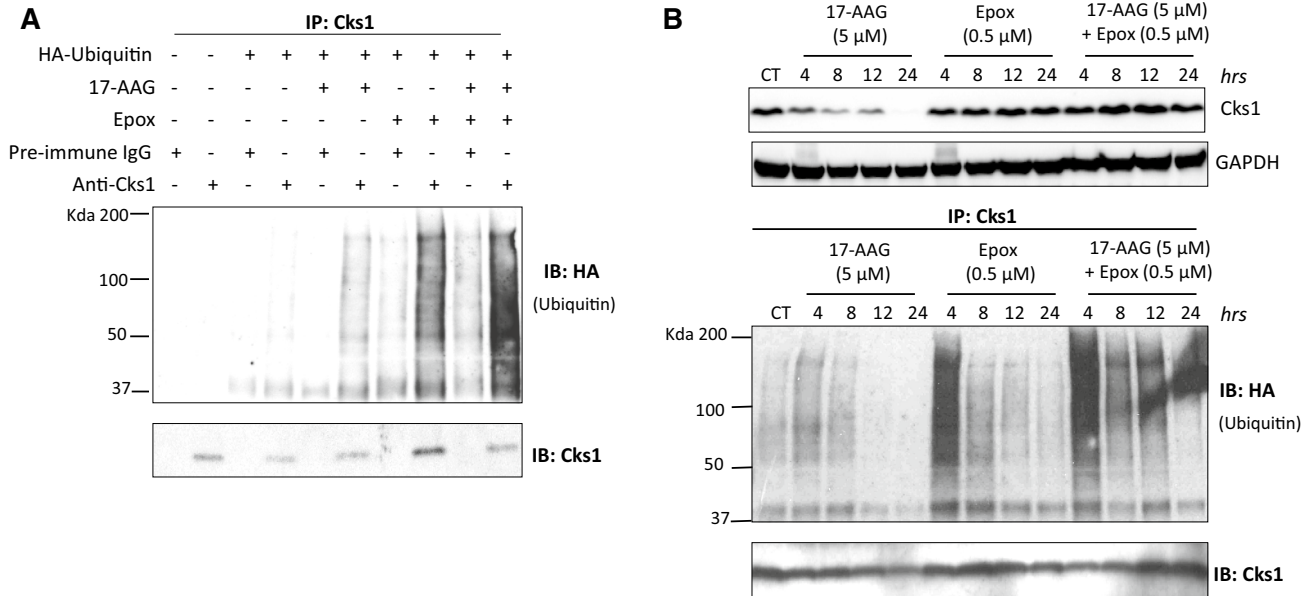 A
IP: Cks1
HA-Ubiquitin - - + + + + + + + +
17-AAG - - - - + + - - + +
Epox - - - - - - + + + +
Pre-immune IgG + - + - + - + - + -
Anti-Cks1 - + - + - + - + - +
Kda 200
100
50
37
IB: HA
(Ubiquitin)
IB: Cks1
B
17-AAG
(5 µM)
Epox
(0.5 µM)
17-AAG (5 µM)
+ Epox (0.5 µM)
CT 4 8 12 24 4 8 12 24 4 8 12 24 hrs
Cks1
GAPDH
IP: Cks1
17-AAG
(5 µM)
Epox
(0.5 µM)
17-AAG (5 µM)
+ Epox (0.5 µM)
CT 4 8 12 24 4 8 12 24 4 8 12 24 hrs
Kda 200
100
50
37
IB: HA
(Ubiquitin)
IB: Cks1